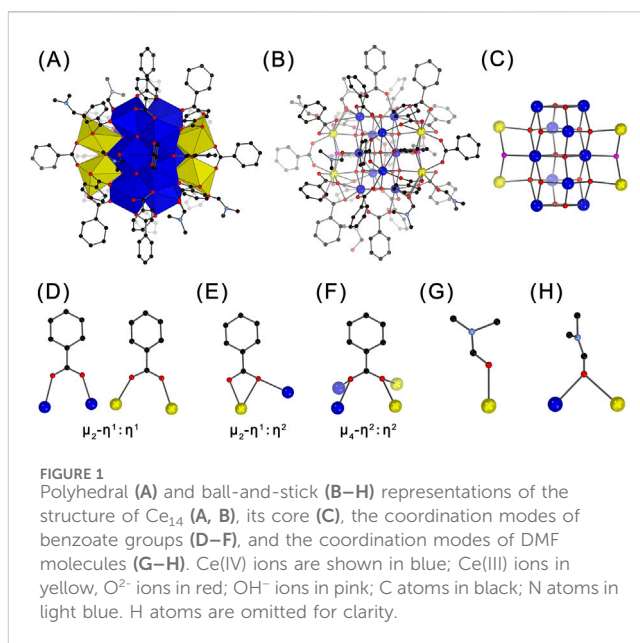 (A) (B) (C)
(D) (E) (F) (G) (H)
μ₂-η¹:η¹ μ₂-η¹:η² μ₄-η²:η²
FIGURE 1
Polyhedral (A) and ball-and-stick (B–H) representations of the
structure of Ce₁₄ (A, B), its core (C), the coordination modes of
benzoate groups (D–F), and the coordination modes of DMF
molecules (G–H). Ce(IV) ions are shown in blue; Ce(III) ions in
yellow, O²⁻ ions in red; OH⁻ ions in pink; C atoms in black; N atoms in
light blue. H atoms are omitted for clarity.